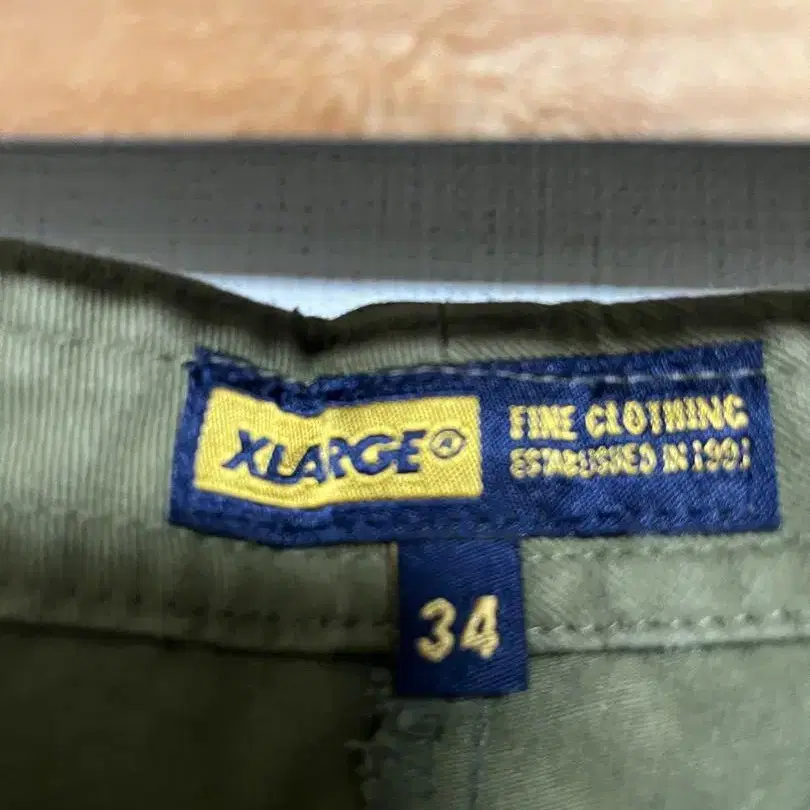 XLARGE®
FINE CLOTHING
ESTABLISHED IN 1991
34